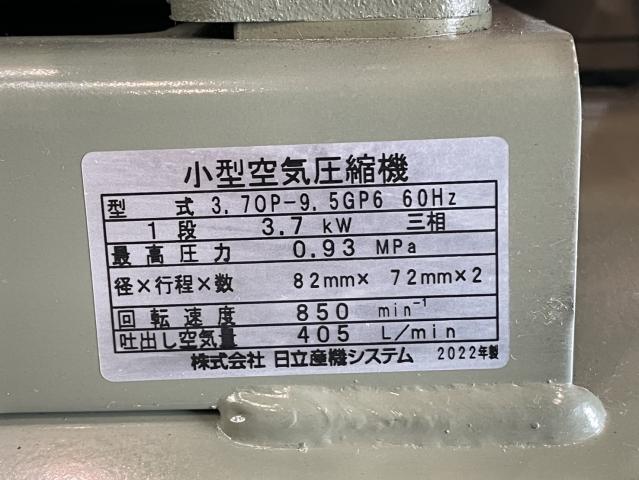 小型空気圧縮機
型式 3.7OP-9.5GP6 60Hz
1段 3.7 kW 三相
最高圧力 0.93 MPa
径×行程×数 82mm× 72mm×2
回転速度 850 min⁻¹
吐出し空気量 405 L/min
株式会社 日立産機システム 2022年製